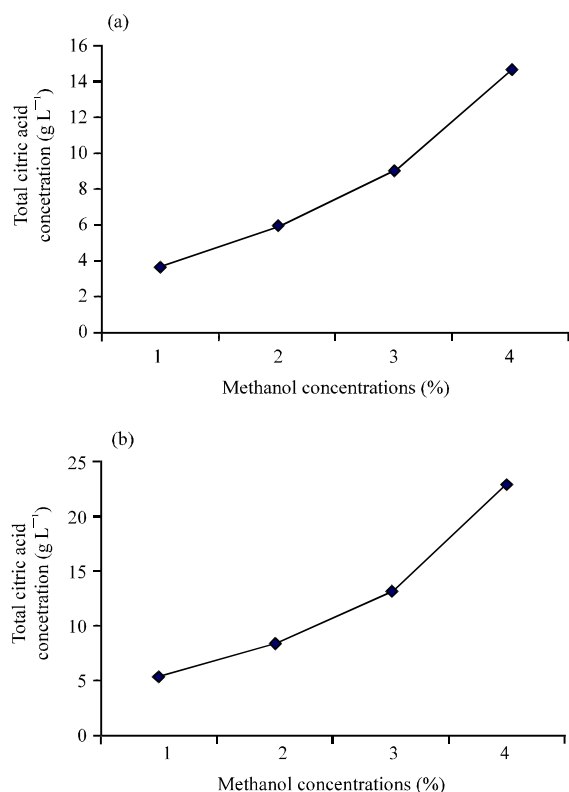 (a)
16
14
12
10
8
6
4
2
0
Total citric acid
concetration (g L⁻¹)
1 2 3 4
Methanol concentrations (%)
(b)
25
20
15
10
5
0
Total citric acid
concetration (g L⁻¹)
1 2 3 4
Methanol concentrations (%)